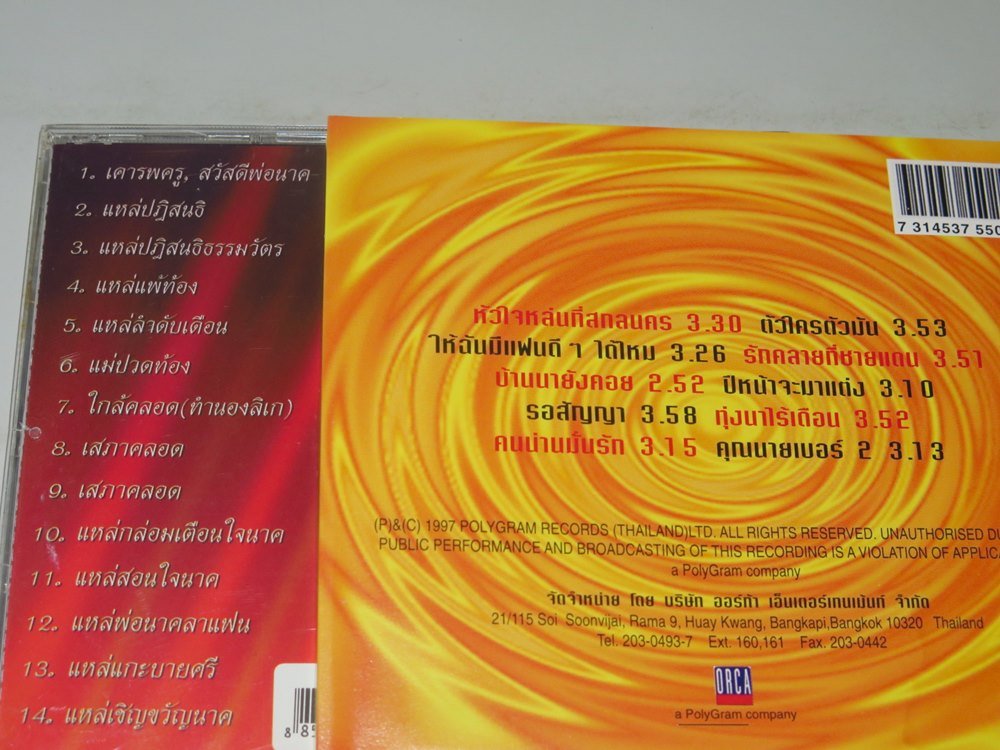 1. เคารพครู, สวัสดีพ่อนาค
2. แหล่ปฎิสนธิ
3. แหล่ปฎิสนธิธรรมวัตร
4. แหล่แพ้ท้อง
5. แหล่ลำดับเดือน
6. แม่ปวดท้อง
7. ใกล้คลอด(ทำนองลิเก)
8. เสภาคลอด
9. เสภาคลอด
10. แหล่กล่อมเตือนใจนาค
11. แหล่สอนใจนาค
12. แหล่พ่อนาคลาแฟน
13. แหล่แกะบายศรี
14. แหล่เชิญขวัญนาค
8 85
7 314537 550
หัวใจหล่นที่สกลนคร 3.30 ตัวใครตัวมัน 3.53
ให้ฉันมีแฟนดี ๆ ได้ไหม 3.26 รักคลายที่ชายแดน 3.51
บ้านนายังคอย 2.52 ปีหน้าจะมาแต่ง 3.10
รอสัญญา 3.58 ทุ่งนาไร้เดือน 3.52
คนน่านมั่นรัก 3.15 คุณนายเบอร์ 2 3.13
(P)&(C) 1997 POLYGRAM RECORDS (THAILAND)LTD. ALL RIGHTS RESERVED. UNAUTHORISED DU
PUBLIC PERFORMANCE AND BROADCASTING OF THIS RECORDING IS A VIOLATION OF APPLICA
a PolyGram company
จัดจำหน่าย โดย บริษัท ออร์ก้า เอ็นเตอร์เทนเม้นท์ จำกัด
21/115 Soi Soonvijai, Rama 9, Huay Kwang, Bangkapi,Bangkok 10320 Thailand
Tel. 203-0493-7 Ext. 160,161 Fax. 203-0442
ORCA
a PolyGram company